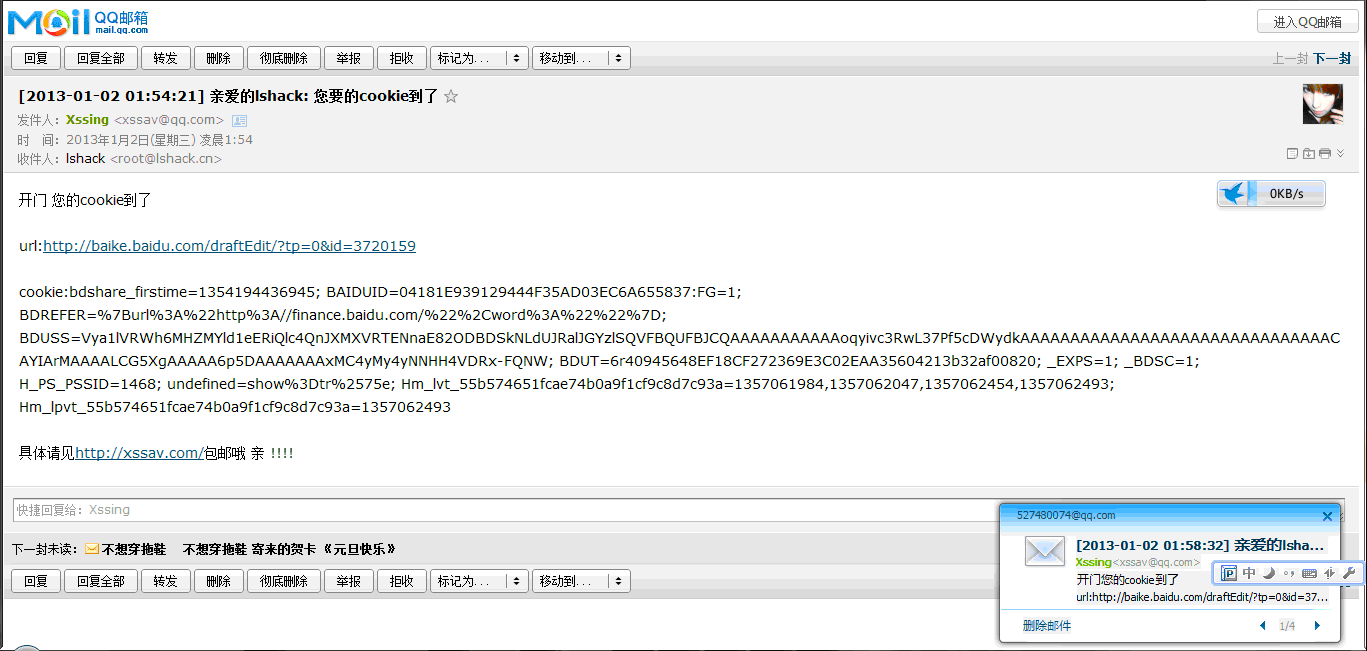 Mail QQ邮箱
mail.qq.com
进入QQ邮箱
回复 回复全部 转发 删除 彻底删除 举报 拒收 标记为... 移动到...
上一封 下一封
[2013-01-02 01:54:21] 亲爱的lshack: 您要的cookie到了
发件人: Xssing <xssav@qq.com>
时 间: 2013年1月2日(星期三) 凌晨1:54
收件人: lshack <root@lshack.cn>
0KB/s
开门 您的cookie到了
url:http://baike.baidu.com/draftEdit/?tp=0&id=3720159
cookie:bdshare_firstime=1354194436945; BAIDUID=04181E939129444F35AD03EC6A655837:FG=1;
BDREFER=%7Burl%3A%22http%3A//finance.baidu.com/%22%2Cword%3A%22%22%7D;
BDUSS=Vya1lVRWh6MHZMYld1eERiQlc4QnJXMXVRTENnaE82ODBDSkNLdUJRalJGYzlSQVFBQUFBJCQAAAAAAAAAAAoqyivc3RwL37Pf5cDWydkAAAAAAAAAAAAAAAAAAAAAAAAAAAAAAAC
AYIArMAAAALCG5XgAAAAA6p5DAAAAAAAxMC4yMy4yNNHH4VDRx-FQNW; BDUT=6r40945648EF18CF272369E3C02EAA35604213b32af00820; _EXPS=1; _BDSC=1;
H_PS_PSSID=1468; undefined=show%3Dtr%2575e; Hm_lvt_55b574651fcae74b0a9f1cf9c8d7c93a=1357061984,1357062047,1357062454,1357062493;
Hm_lpvt_55b574651fcae74b0a9f1cf9c8d7c93a=1357062493
具体请见http://xssav.com/包邮哦 亲 !!!!
快捷回复给: Xssing
下一封未读: 不想穿拖鞋 不想穿拖鞋 寄来的贺卡《元旦快乐》
回复 回复全部 转发 删除 彻底删除 举报 拒收 标记为... 移动到...
527480074@qq.com
[2013-01-02 01:58:32] 亲爱的lsha...
Xssing<xssav@qq.com>
开门您的cookie到了
url:http://baike.baidu.com/draftEdit/?tp=0&id=37...
删除邮件
1/4
中